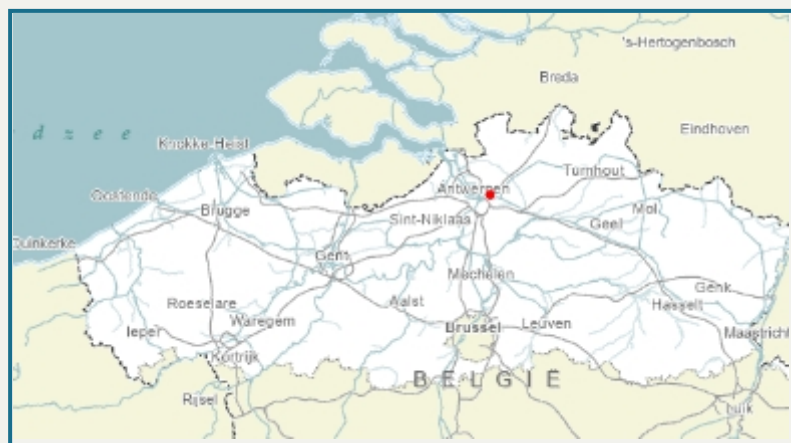 's-Hertogenbosch
Breda
d z e e
Eindhoven
Knokke-Heist
Turnhout
Antwerpen
Oostende
Mol
Brugge
Sint-Niklaas
Geel
Duinkerke
Gent
Mechelen
Genk
Roeselare
Aalst
Hasselt
Waregem
Brussel
Leuven
Ieper
Maastricht
Kortrijk
BELGIË
Rijsel
Luik